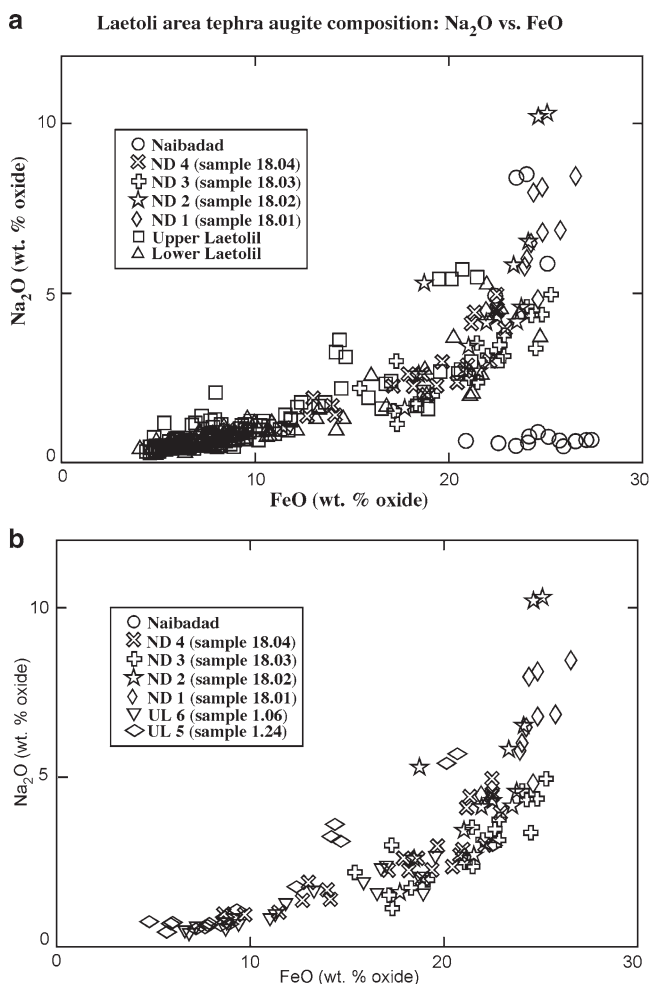 a
Laetoli area tephra augite composition: Na2O vs. FeO
10
5
0
Na2O (wt. % oxide)
Naibadad
ND 4 (sample 18.04)
ND 3 (sample 18.03)
ND 2 (sample 18.02)
ND 1 (sample 18.01)
Upper Laetolil
Lower Laetolil
0 10 20 30
FeO (wt. % oxide)
b
10
5
0
Na2O (wt. % oxide)
Naibadad
ND 4 (sample 18.04)
ND 3 (sample 18.03)
ND 2 (sample 18.02)
ND 1 (sample 18.01)
UL 6 (sample 1.06)
UL 5 (sample 1.24)
0 10 20 30
FeO (wt. % oxide)